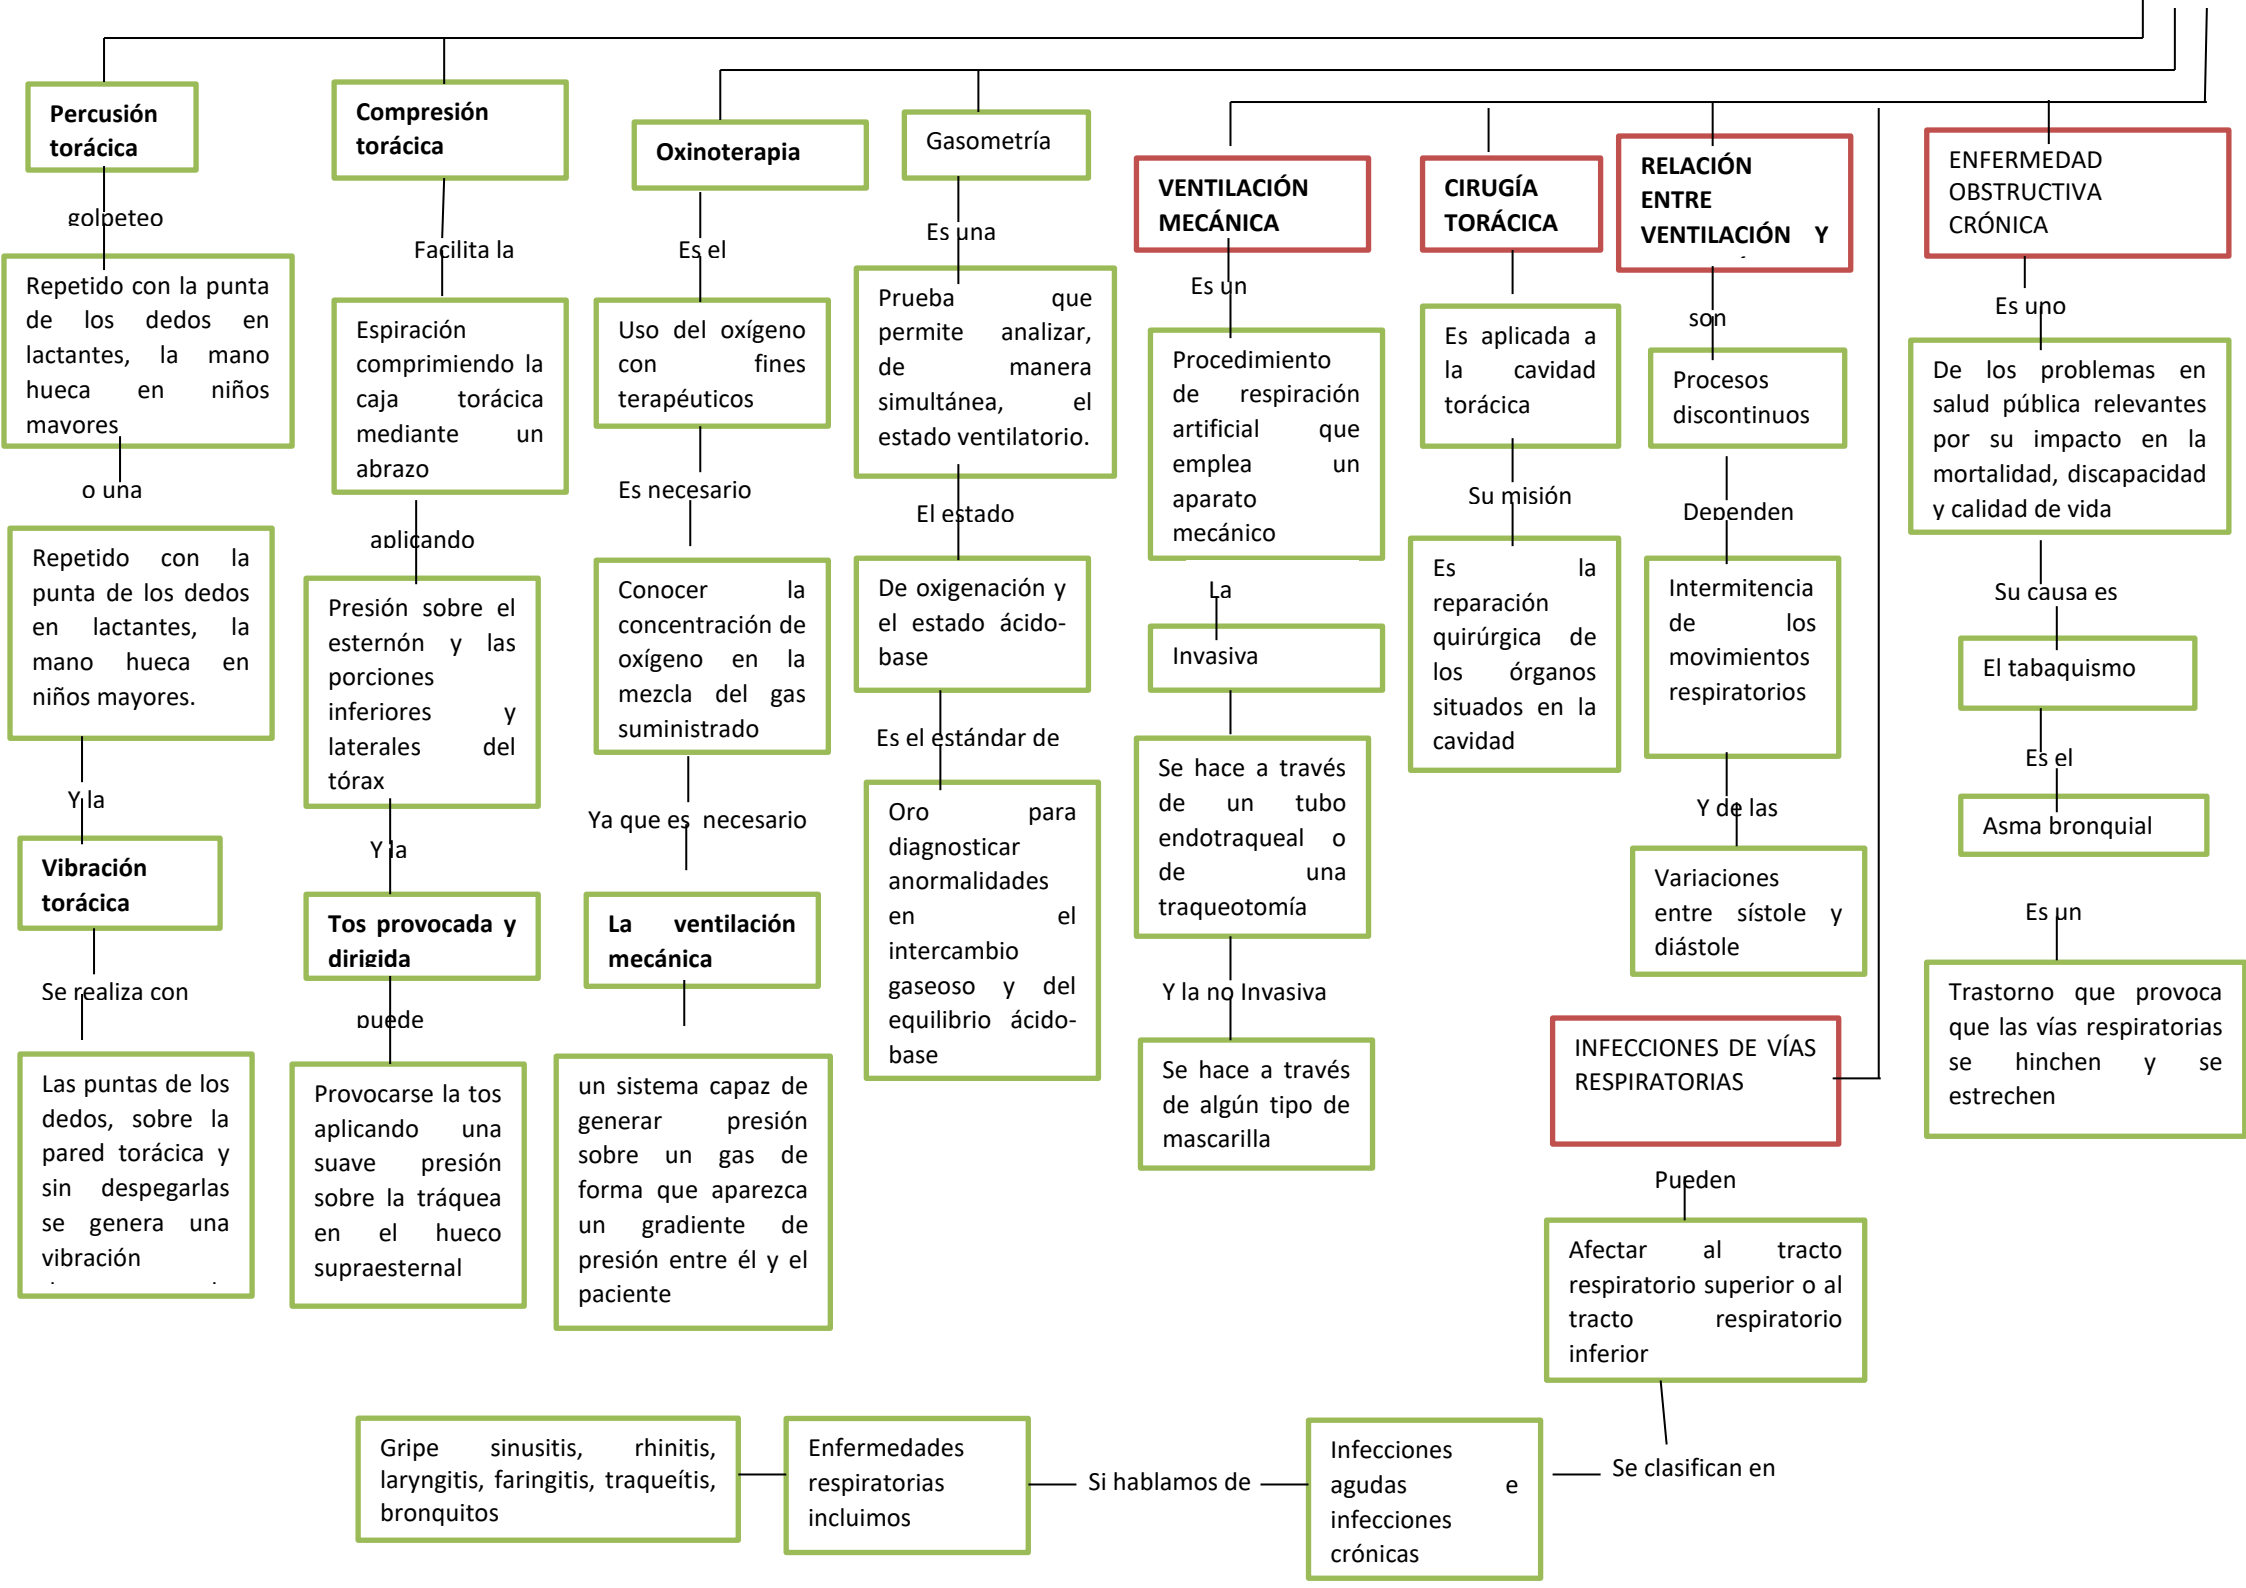 Percusión
torácica
golpeteo
Repetido con la punta
de los dedos en
lactantes, la mano
hueca en niños
mayores
o una
Repetido con la
punta de los dedos
en lactantes, la
mano hueca en
niños mayores.
Y la
Vibración
torácica
Se realiza con
Las puntas de los
dedos, sobre la
pared torácica y
sin despegarlas
se genera una
vibración
Compresión
torácica
Facilita la
Espiración
comprimiendo la
caja torácica
mediante un
abrazo
aplicando
Presión sobre el
esternón y las
porciones
inferiores y
laterales del
tórax
Y la
Tos provocada y
dirigida
puede
Provocarse la tos
aplicando una
suave presión
sobre la tráquea
en el hueco
supraesternal
Oxinoterapia
Es el
Uso del oxígeno
con fines
terapéuticos
Es necesario
Conocer la
concentración de
oxígeno en la
mezcla del gas
suministrado
Ya que es necesario
La ventilación
mecánica
un sistema capaz de
generar presión
sobre un gas de
forma que aparezca
un gradiente de
presión entre él y el
paciente
Gasometría
Es una
Prueba que
permite analizar,
de manera
simultánea, el
estado ventilatorio.
El estado
De oxigenación y
el estado ácido-
base
Es el estándar de
Oro para
diagnosticar
anormalidades
en el
intercambio
gaseoso y del
equilibrio ácido-
base
VENTILACIÓN
MECÁNICA
Es un
Procedimiento
de respiración
artificial que
emplea un
aparato
mecánico
La
Invasiva
Se hace a través
de un tubo
endotraqueal o
de una
traqueotomía
Y la no Invasiva
Se hace a través
de algún tipo de
mascarilla
CIRUGÍA
TORÁCICA
Es aplicada a
la cavidad
torácica
Su misión
Es la
reparación
quirúrgica de
los órganos
situados en la
cavidad
RELACIÓN
ENTRE
VENTILACIÓN Y
son
Procesos
discontinuos
Dependen
Intermitencia
de los
movimientos
respiratorios
Y de las
Variaciones
entre sístole y
diástole
ENFERMEDAD
OBSTRUCTIVA
CRÓNICA
Es uno
De los problemas en
salud pública relevantes
por su impacto en la
mortalidad, discapacidad
y calidad de vida
Su causa es
El tabaquismo
Es el
Asma bronquial
Es un
Trastorno que provoca
que las vías respiratorias
se hinchen y se
estrechen
INFECCIONES DE VÍAS
RESPIRATORIAS
Pueden
Afectar al tracto
respiratorio superior o al
tracto respiratorio
inferior
Se clasifican en
Infecciones
agudas e
infecciones
crónicas
Si hablamos de
Enfermedades
respiratorias
incluimos
Gripe sinusitis, rhinitis,
laryngitis, faringitis, traqueítis,
bronquitos